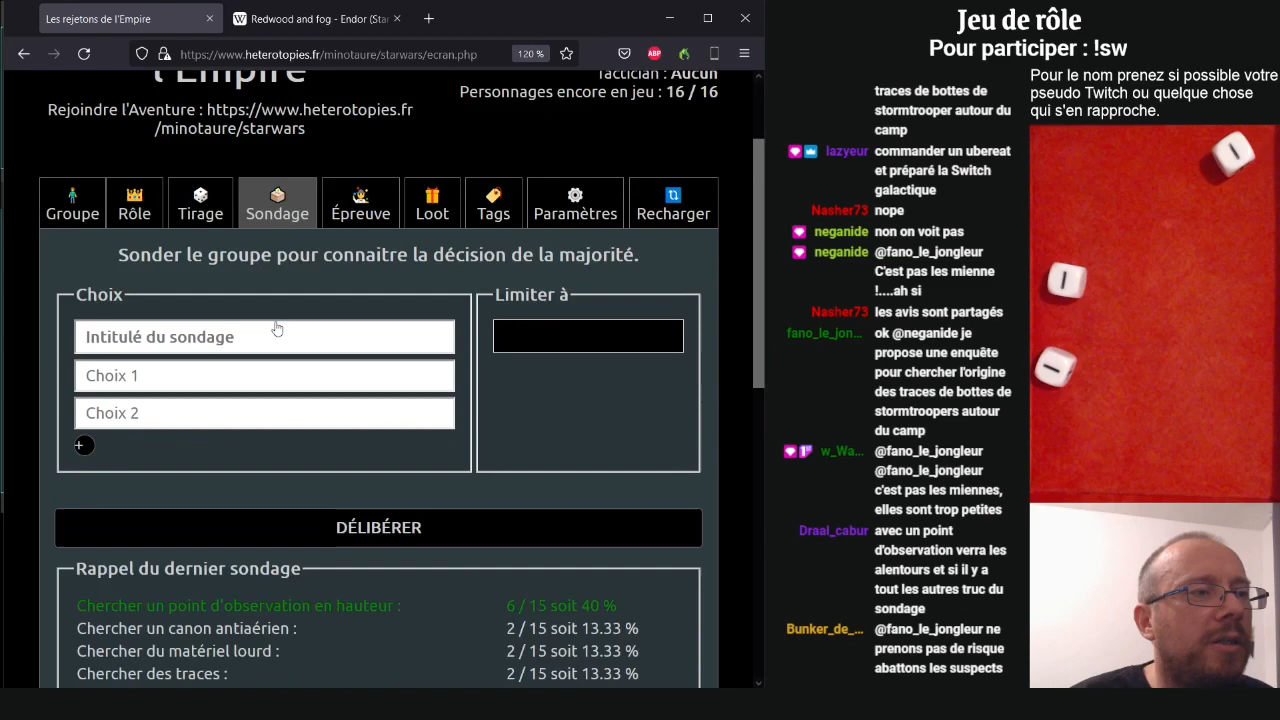 Les rejetons de l'Empire
Redwood and fog - Endor (Star
https://www.heterotopies.fr/minotaure/starwars/ecran.php
120 %
ABP
l'Empire
Rejoindre l'Aventure : https://www.heterotopies.fr
/minotaure/starwars
Tactician : Aucun
Personnages encore en jeu : 16 / 16
Groupe
Rôle
Tirage
Sondage
Épreuve
Loot
Tags
Paramètres
Recharger
Sonder le groupe pour connaitre la décision de la majorité.
Choix
Intitulé du sondage
Choix 1
Choix 2
+
Limiter à
DÉLIBÉRER
Rappel du dernier sondage
Chercher un point d'observation en hauteur : 6 / 15 soit 40 %
Chercher un canon antiaérien : 2 / 15 soit 13.33 %
Chercher du matériel lourd : 2 / 15 soit 13.33 %
Chercher des traces : 2 / 15 soit 13.33 %
Jeu de rôle
Pour participer : !sw
traces de bottes de
stormtrooper autour du
camp
lazyeur commander un ubereat
et préparé la Switch
galactique
Nasher73 nope
neganide non on voit pas
neganide @fano_le_jongleur
C'est pas les mienne
!....ah si
Nasher73 les avis sont partagés
fano_le_jon... ok @neganide je
propose une enquête
pour chercher l'origine
des traces de bottes de
stormtroopers autour
du camp
w_Wa... @fano_le_jongleur
@fano_le_jongleur
c'est pas les miennes,
elles sont trop petites
Draal_cabur avec un point
d'observation verra les
alentours et si il y a
tout les autres truc du
sondage
Bunker_de_... @fano_le_jongleur ne
prenons pas de risque
abattons les suspects
Pour le nom prenez si possible votre
pseudo Twitch ou quelque chose
qui s'en rapproche.